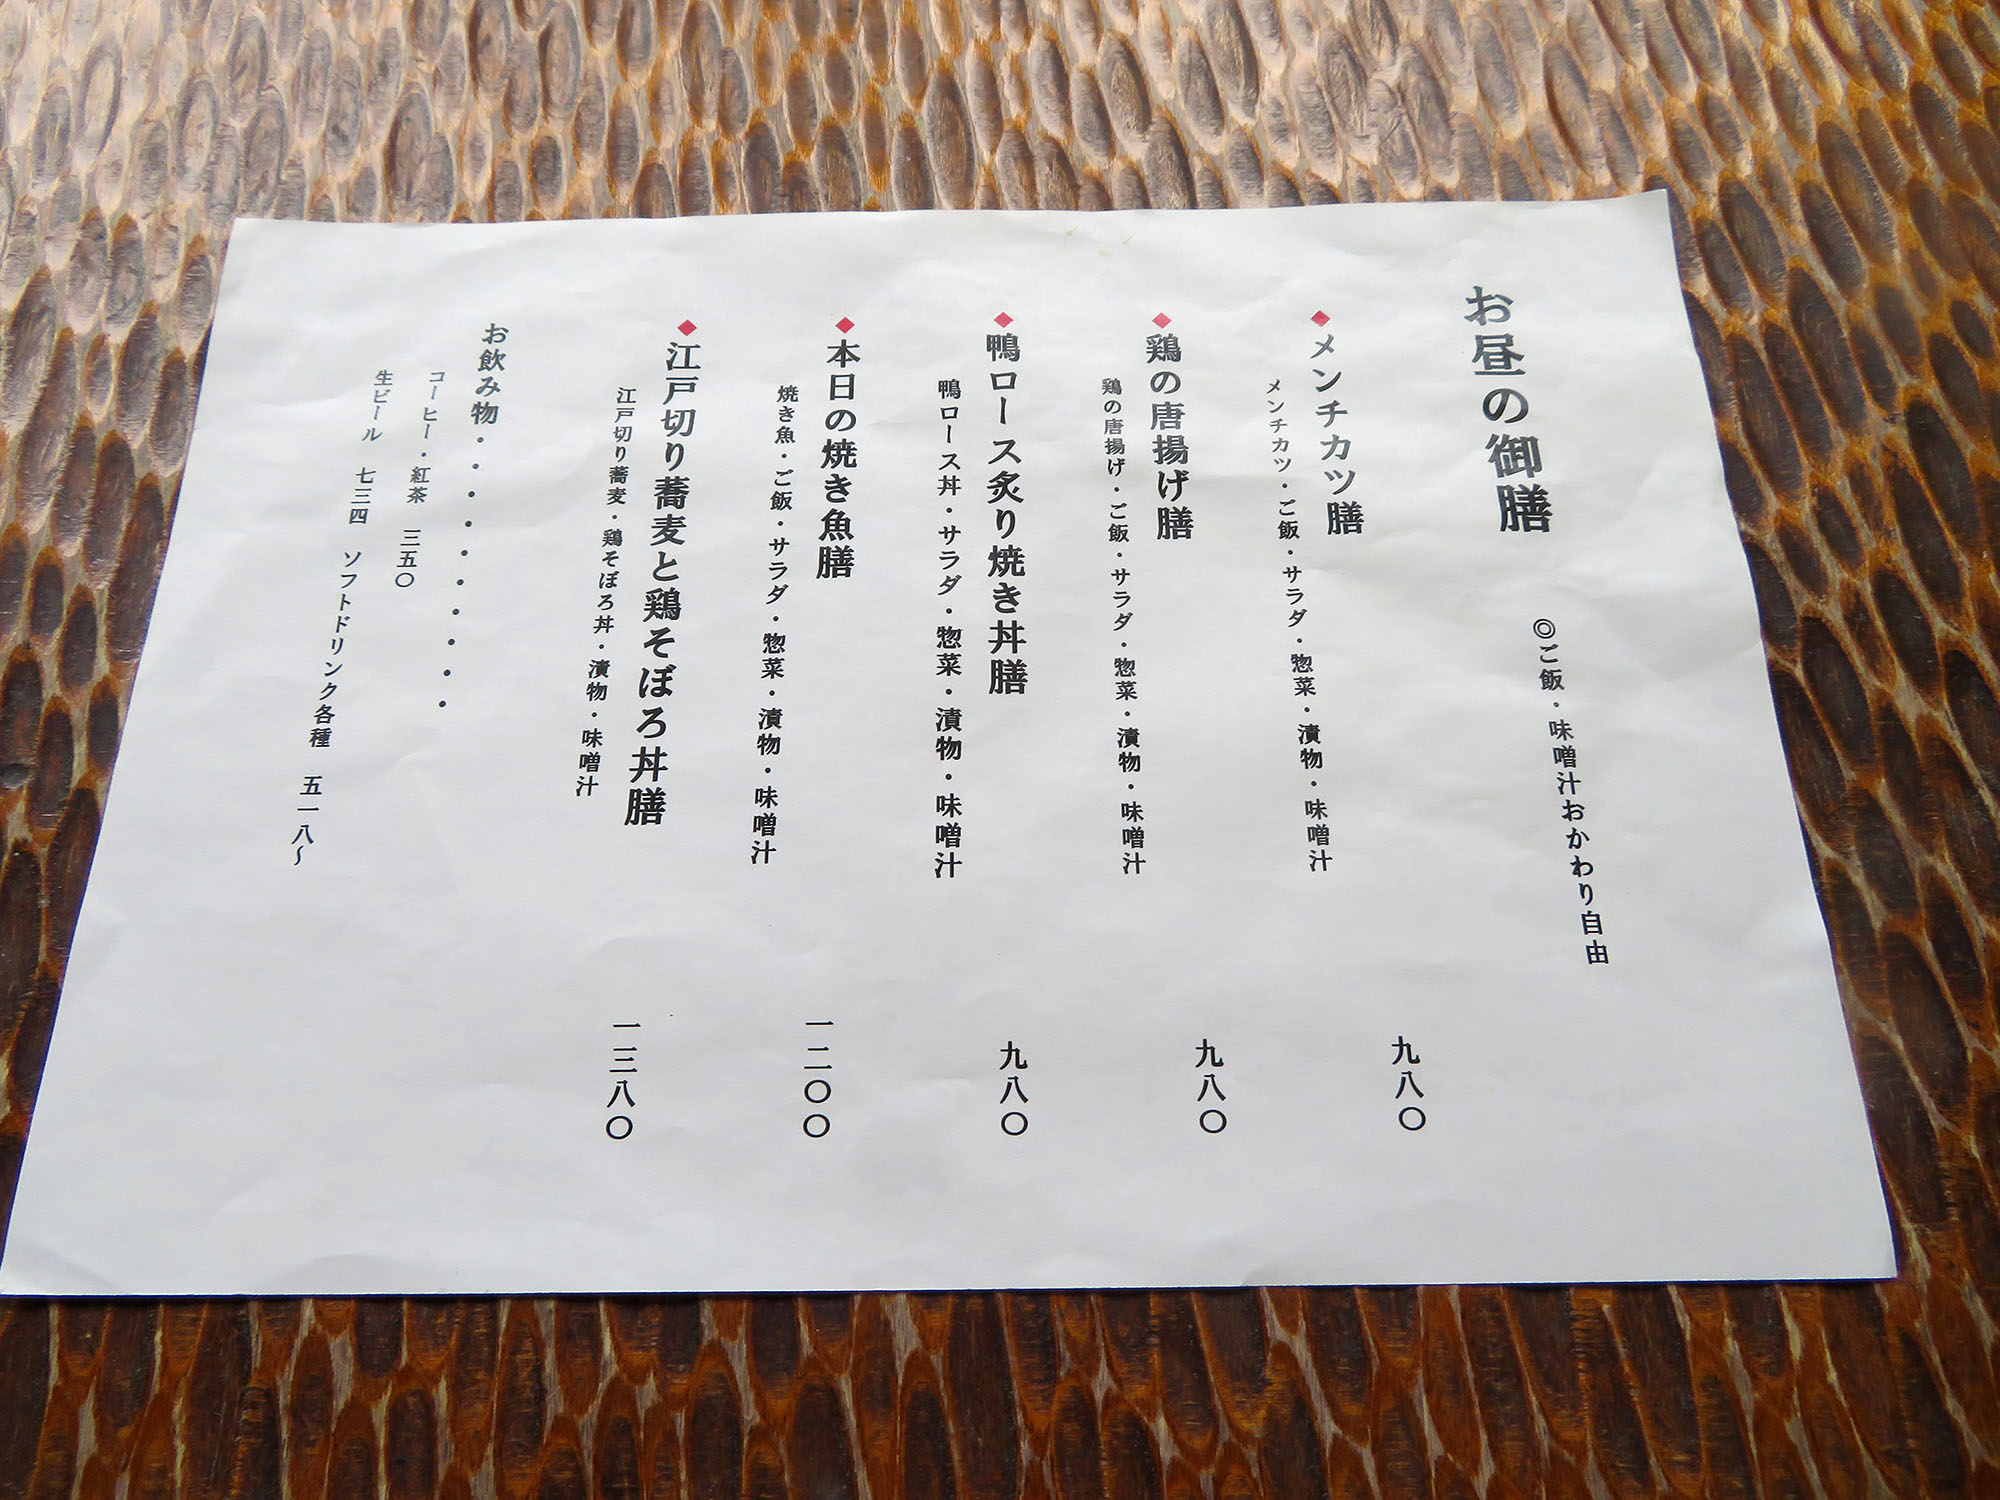 お昼の御膳
◎ご飯・味噌汁おかわり自由
◆メンチカツ膳
九八〇
メンチカツ・ご飯・サラダ・惣菜・漬物・味噌汁
◆鶏の唐揚げ膳
九八〇
鶏の唐揚げ・ご飯・サラダ・惣菜・漬物・味噌汁
◆鴨ロース炙り焼き丼膳
九八〇
鴨ロース丼・サラダ・惣菜・漬物・味噌汁
◆本日の焼き魚膳
一二〇〇
焼き魚・ご飯・サラダ・惣菜・漬物・味噌汁
◆江戸切り蕎麦と鶏そぼろ丼膳
一三八〇
江戸切り蕎麦・鶏そぼろ丼・漬物・味噌汁
お飲み物・・・・・・・・・・
コーヒー・紅茶 三五〇
生ビール 七三四 ソフトドリンク各種 五一八～